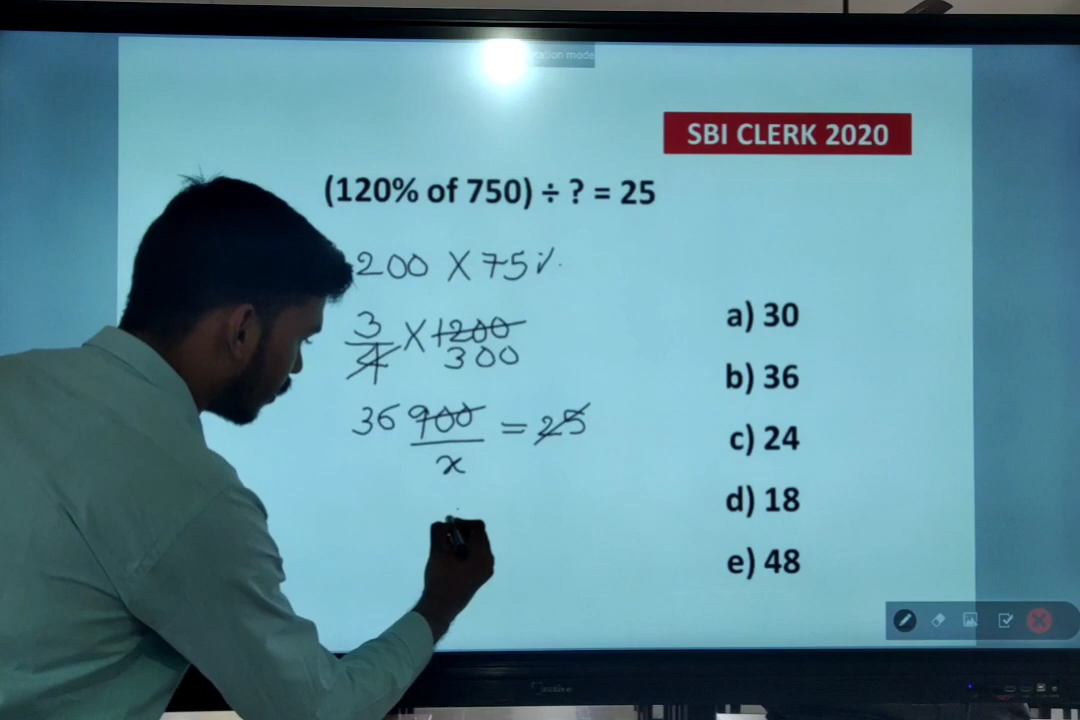 SBI CLERK 2020
(120% of 750) ÷ ? = 25
200 X 75%.
3/4 X 1200
300
36 900/x = 25
a) 30
b) 36
c) 24
d) 18
e) 48